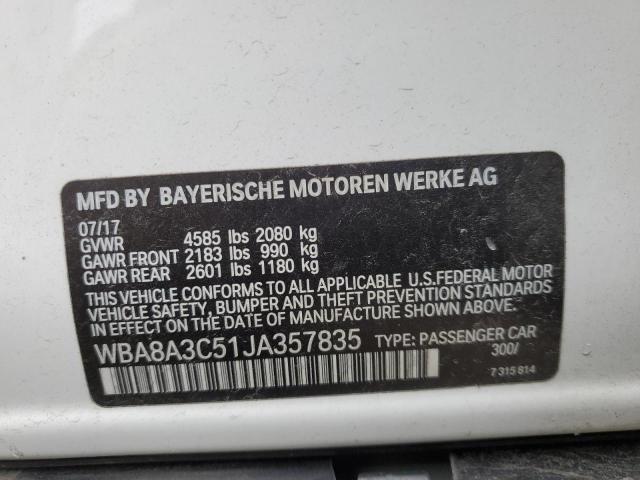 MFD BY BAYERISCHE MOTOREN WERKE AG
07/17
GVWR 4585 lbs 2080 kg
GAWR FRONT 2183 lbs 990 kg
GAWR REAR 2601 lbs 1180 kg
THIS VEHICLE CONFORMS TO ALL APPLICABLE U.S.FEDERAL MOTOR
VEHICLE SAFETY, BUMPER AND THEFT PREVENTION STANDARDS
IN EFFECT ON THE DATE OF MANUFACTURE SHOWN ABOVE.
WBA8A3C51JA357835 TYPE: PASSENGER CAR
300/
7 315 814